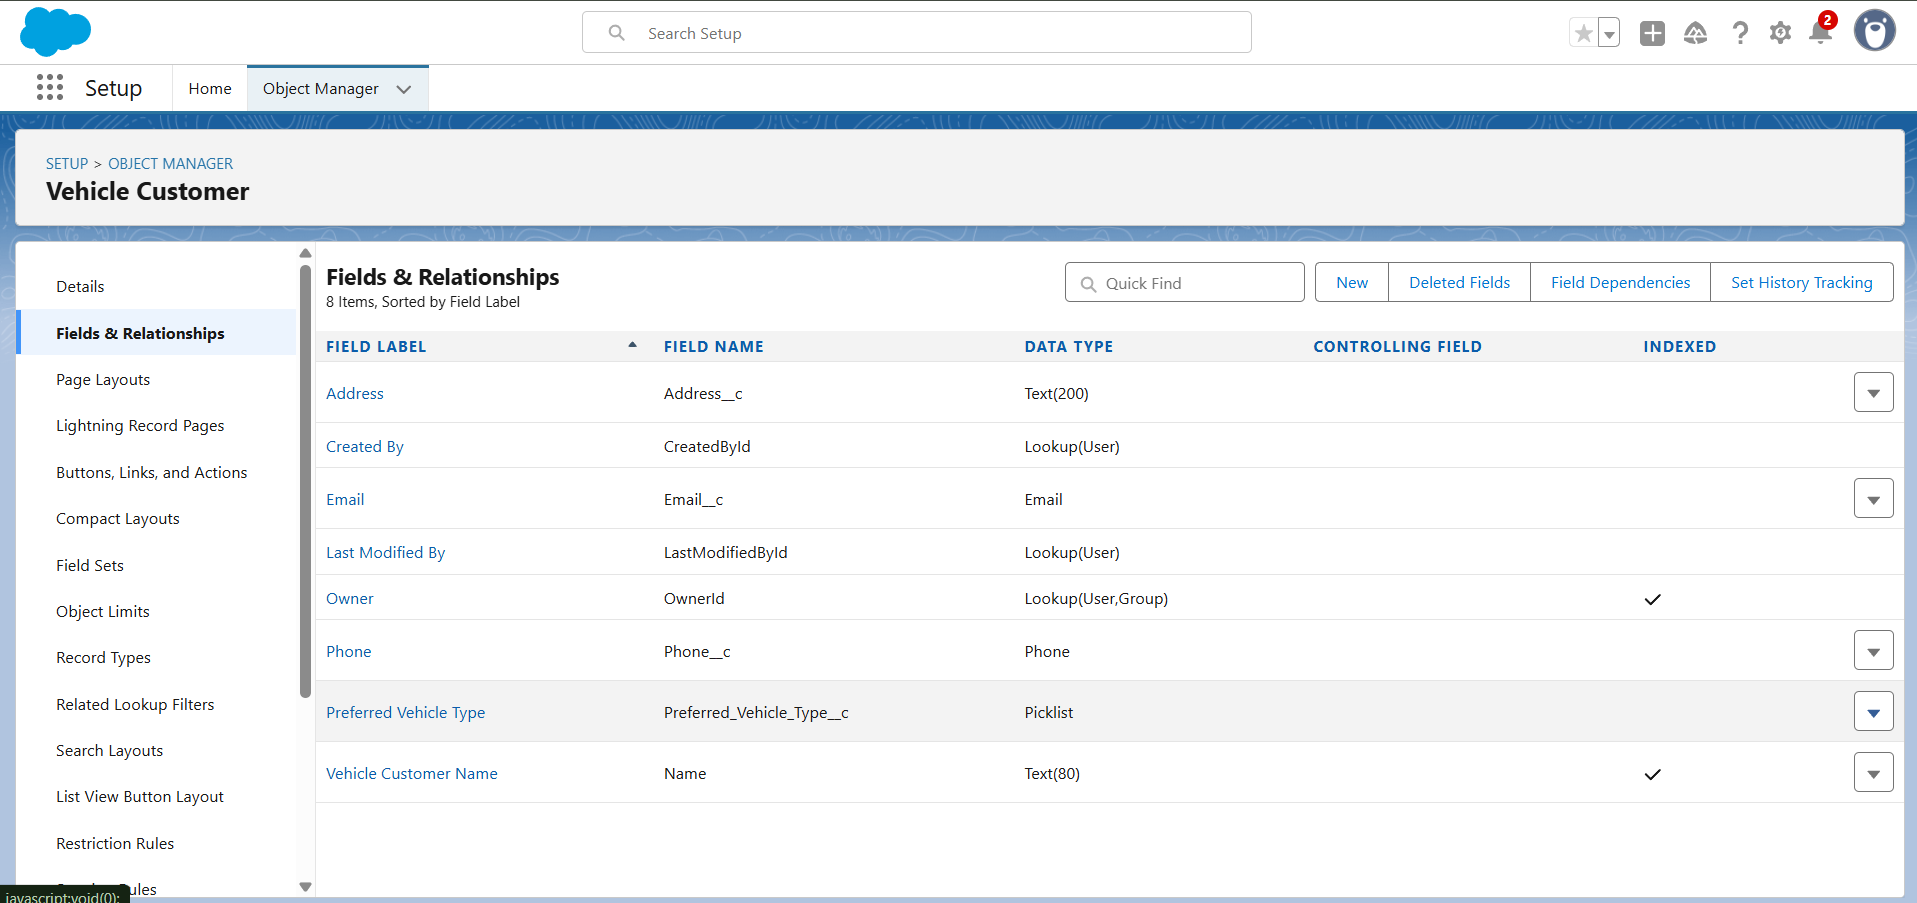 Search Setup
2
Setup
Home
Object Manager
SETUP > OBJECT MANAGER
Vehicle Customer
Details
Fields & Relationships
Page Layouts
Lightning Record Pages
Buttons, Links, and Actions
Compact Layouts
Field Sets
Object Limits
Record Types
Related Lookup Filters
Search Layouts
List View Button Layout
Restriction Rules
Rules
javascript:void(0);
Fields & Relationships
8 Items, Sorted by Field Label
Quick Find
New
Deleted Fields
Field Dependencies
Set History Tracking
FIELD LABEL FIELD NAME DATA TYPE CONTROLLING FIELD INDEXED
Address Address__c Text(200)
Created By CreatedById Lookup(User)
Email Email__c Email
Last Modified By LastModifiedById Lookup(User)
Owner OwnerId Lookup(User,Group)
Phone Phone__c Phone
Preferred Vehicle Type Preferred_Vehicle_Type__c Picklist
Vehicle Customer Name Name Text(80)